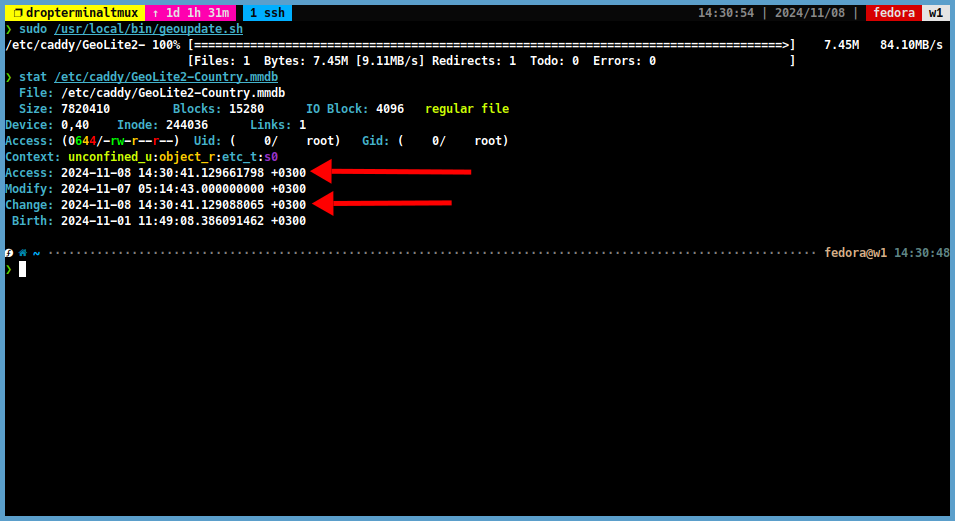 droptermina1tmux ↑ 1d 1h 31m 1 ssh 14:30:54 | 2024/11/08 | fedora w1
❯ sudo /usr/local/bin/geoupdate.sh
/etc/caddy/GeoLite2- 100% [=====================================================================================>] 7.45M 84.10MB/s
[Files: 1 Bytes: 7.45M [9.11MB/s] Redirects: 1 Todo: 0 Errors: 0 ]
❯ stat /etc/caddy/GeoLite2-Country.mmdb
File: /etc/caddy/GeoLite2-Country.mmdb
Size: 7820410 Blocks: 15280 IO Block: 4096 regular file
Device: 0,40 Inode: 244036 Links: 1
Access: (0644/-rw-r--r--) Uid: ( 0/ root) Gid: ( 0/ root)
Context: unconfined_u:object_r:etc_t:s0
Access: 2024-11-08 14:30:41.129661798 +0300
Modify: 2024-11-07 05:14:43.000000000 +0300
Change: 2024-11-08 14:30:41.129088065 +0300
Birth: 2024-11-01 11:49:08.386091462 +0300
~ ·············································································································· fedora@w1 14:30:48
❯